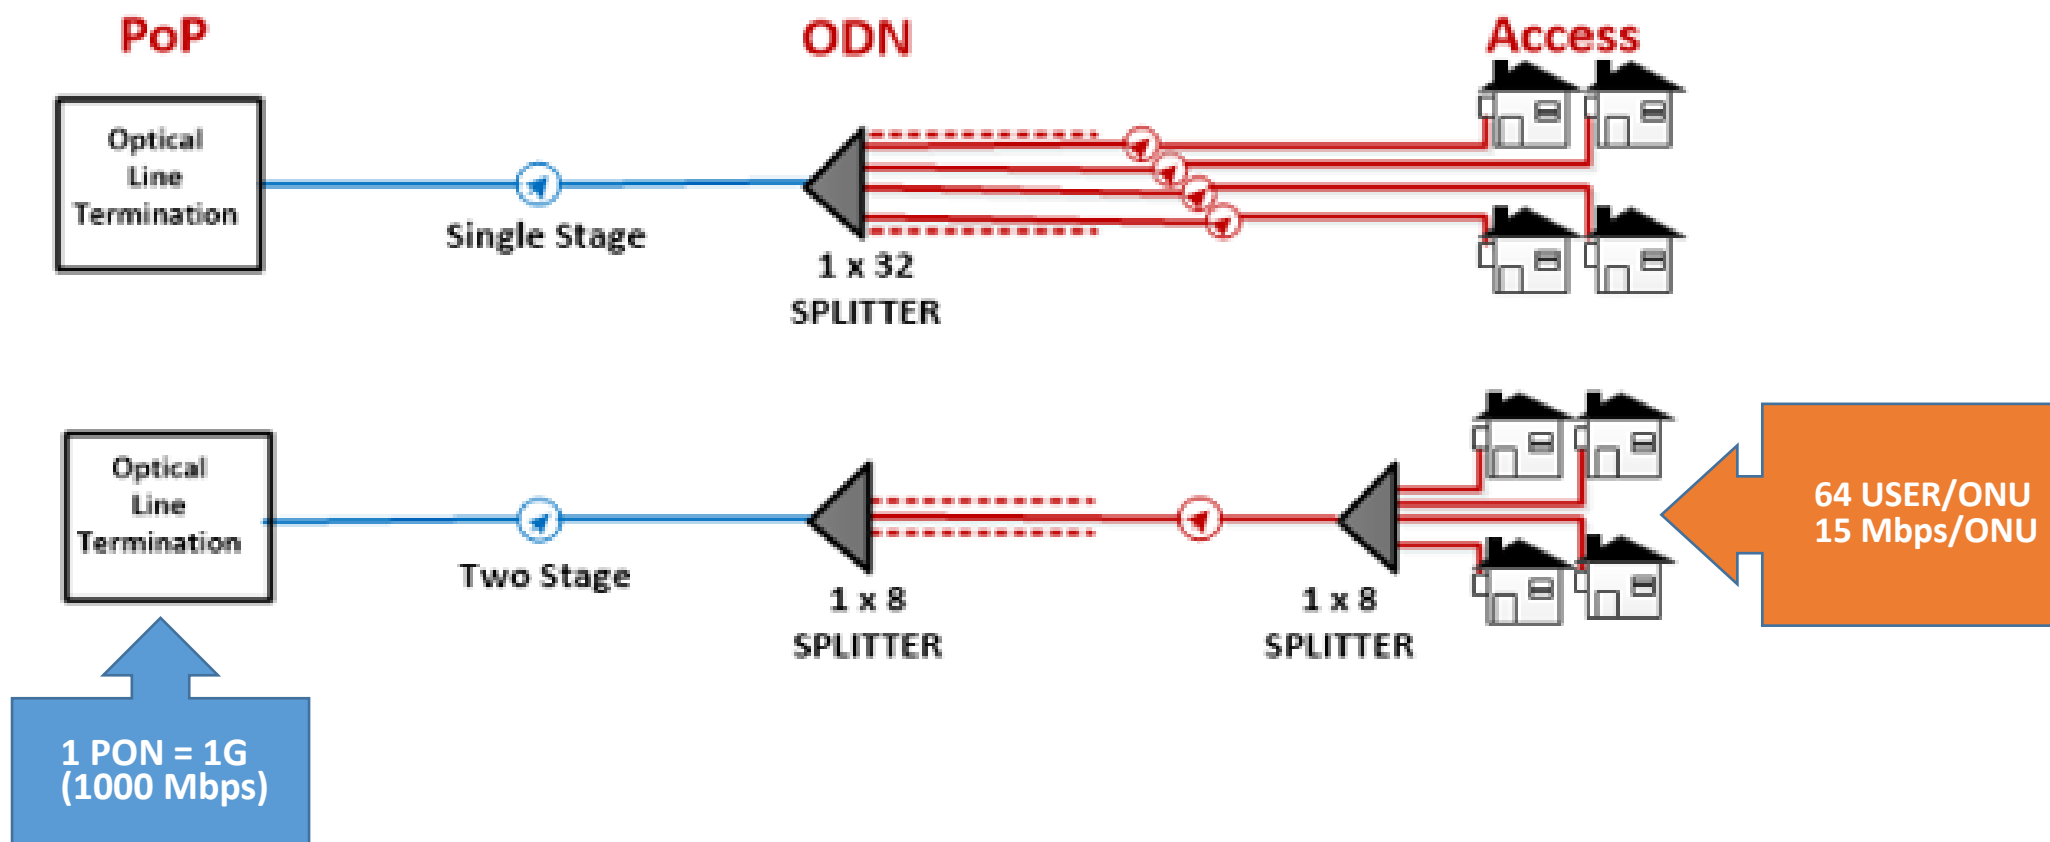 PoP
ODN
Access
Optical
Line
Termination
Single Stage
1 x 32
SPLITTER
Optical
Line
Termination
Two Stage
1 x 8
SPLITTER
1 x 8
SPLITTER
64 USER/ONU
15 Mbps/ONU
1 PON = 1G
(1000 Mbps)